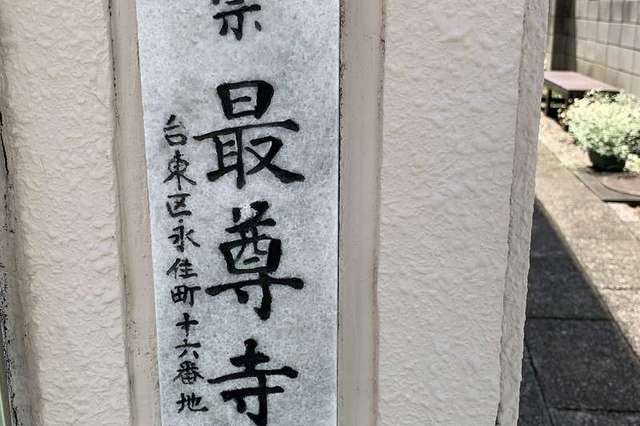 宗 最尊寺
台東区永住町十六番地